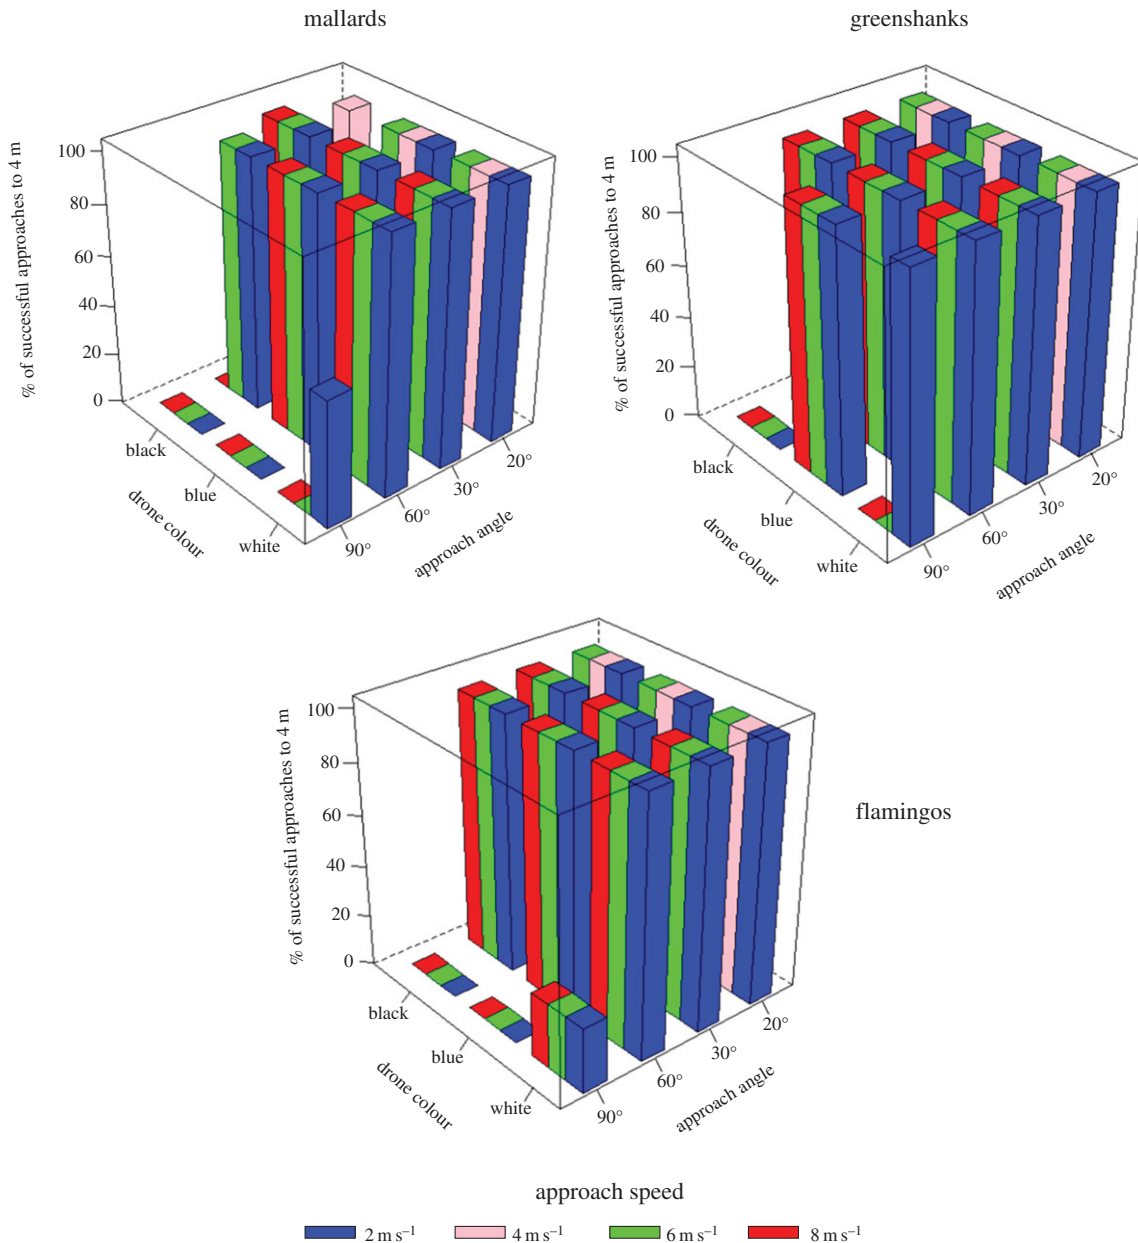 mallards
greenshanks
% of successful approaches to 4 m
100
80
60
40
20
0
black
blue
white
drone colour
90°
60°
30°
20°
approach angle
% of successful approaches to 4 m
100
80
60
40
20
0
black
blue
white
drone colour
90°
60°
30°
20°
approach angle
flamingos
% of successful approaches to 4 m
100
80
60
40
20
0
black
blue
white
drone colour
90°
60°
30°
20°
approach angle
approach speed
2 m s⁻¹ 4 m s⁻¹ 6 m s⁻¹ 8 m s⁻¹